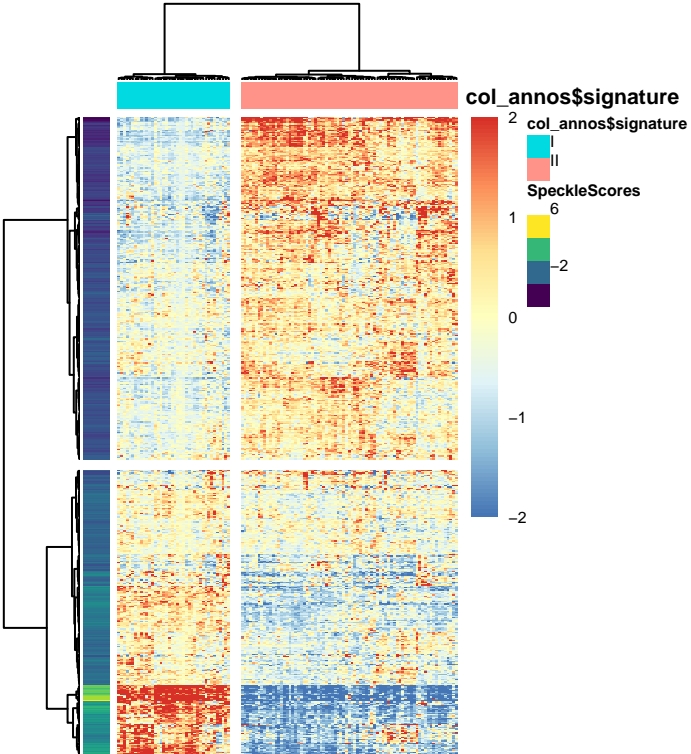 col_annos$signature
2
1
0
−1
−2
col_annos$signature
I
II
SpeckleScores
6
−2